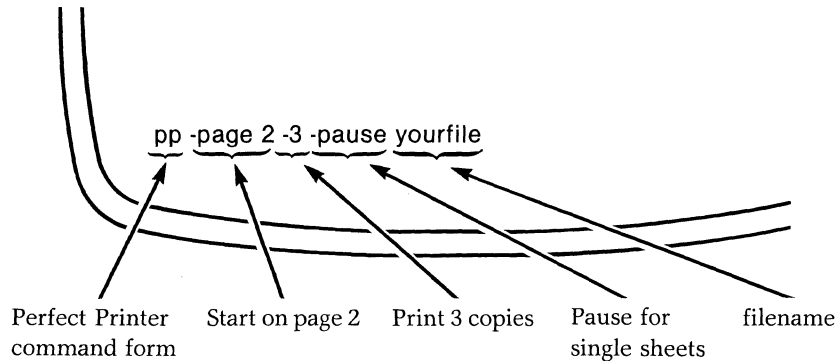 pp -page 2 -3 -pause yourfile
Perfect Printer
command form
Start on page 2
Print 3 copies
Pause for
single sheets
filename